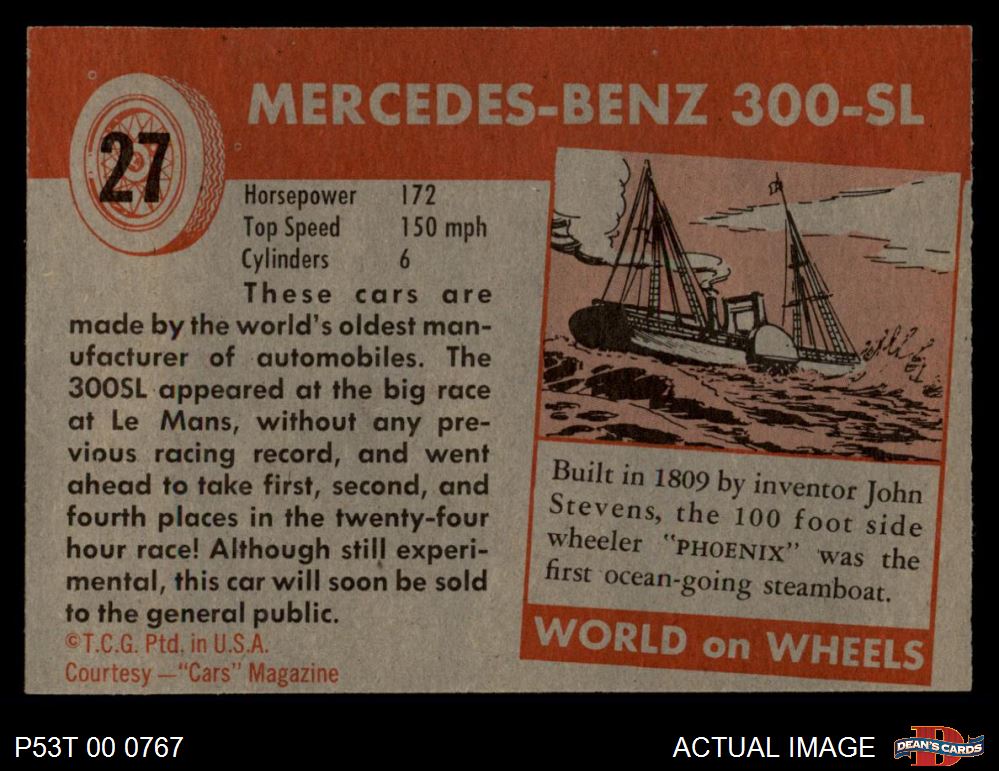 27
MERCEDES-BENZ 300-SL
Horsepower 172
Top Speed 150 mph
Cylinders 6
These cars are
made by the world's oldest man-
ufacturer of automobiles. The
300SL appeared at the big race
at Le Mans, without any pre-
vious racing record, and went
ahead to take first, second, and
fourth places in the twenty-four
hour race! Although still experi-
mental, this car will soon be sold
to the general public.
©T.C.G. Ptd. in U.S.A.
Courtesy —"Cars" Magazine
Built in 1809 by inventor John
Stevens, the 100 foot side
wheeler "PHOENIX" was the
first ocean-going steamboat.
WORLD on WHEELS
P53T 00 0767
ACTUAL IMAGE
DEAN'S CARDS